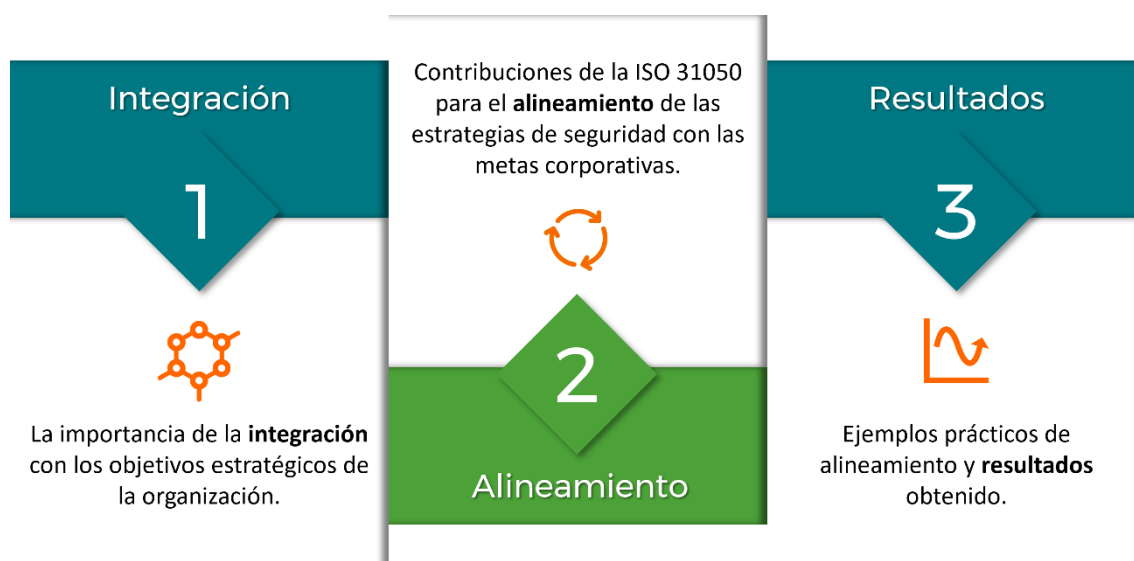 Integración
1
La importancia de la integración
con los objetivos estratégicos de
la organización.
Contribuciones de la ISO 31050
para el alineamiento de las
estrategias de seguridad con las
metas corporativas.
2
Alineamiento
Resultados
3
Ejemplos prácticos de
alineamiento y resultados
obtenido.